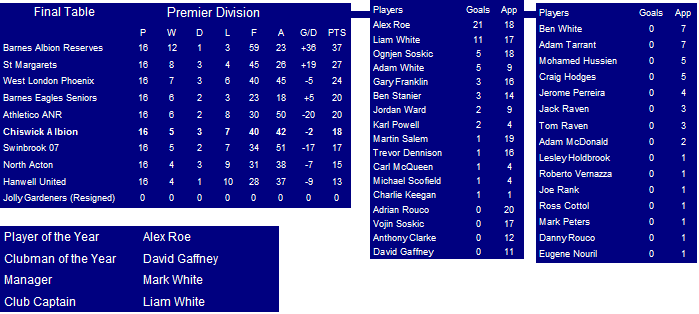 Final Table Premier Division
P W D L F A G/D PTS
Barnes Albion Reserves 16 12 1 3 59 23 +36 37
St Margarets 16 8 3 4 45 26 +19 27
West London Phoenix 16 7 3 6 40 45 -5 24
Barnes Eagles Seniors 16 6 2 3 23 18 +5 20
Athletico ANR 16 6 2 8 30 50 -20 20
Chiswick Albion 16 5 3 7 40 42 -2 18
Swinbrook 07 16 5 2 7 34 51 -17 17
North Acton 16 4 3 9 31 38 -7 15
Hanwell United 16 4 1 10 28 37 -9 13
Jolly Gardeners (Resigned) 0 0 0 0 0 0 0 0
Player of the Year Alex Roe
Clubman of the Year David Gaffney
Manager Mark White
Club Captain Liam White
Players Goals App
Alex Roe 21 18
Liam White 11 17
Ognjen Soskic 5 18
Adam White 5 9
Gary Franklin 3 16
Ben Stanier 3 14
Jordan Ward 2 9
Karl Powell 2 4
Martin Salem 1 19
Trevor Dennison 1 16
Carl McQueen 1 4
Michael Scofield 1 4
Charlie Keegan 1 1
Adrian Rouco 0 20
Vojin Soskic 0 17
Anthony Clarke 0 12
David Gaffney 0 11
Players Goals App
Ben White 0 7
Adam Tarrant 0 7
Mohamed Hussien 0 5
Craig Hodges 0 5
Jerome Perreira 0 4
Jack Raven 0 3
Tom Raven 0 3
Adam McDonald 0 2
Lesley Holdbrook 0 1
Roberto Vernazza 0 1
Joe Rank 0 1
Ross Cottol 0 1
Mark Peters 0 1
Danny Rouco 0 1
Eugene Nouril 0 1